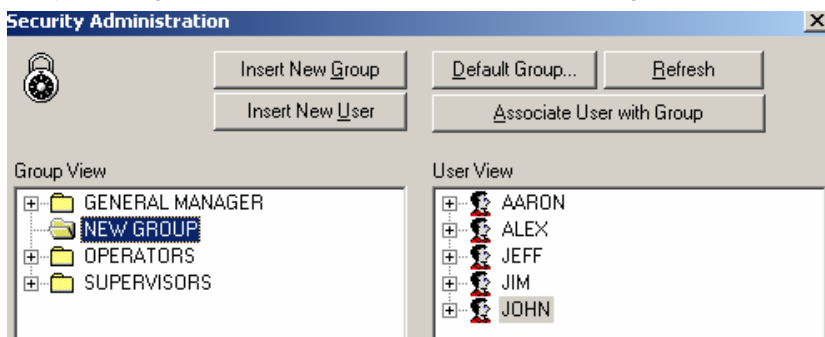 Security Administration
Insert New Group
Default Group...
Refresh
Insert New User
Associate User with Group
Group View
User View
GENERAL MANAGER
NEW GROUP
OPERATORS
SUPERVISORS
AARON
ALEX
JEFF
JIM
JOHN